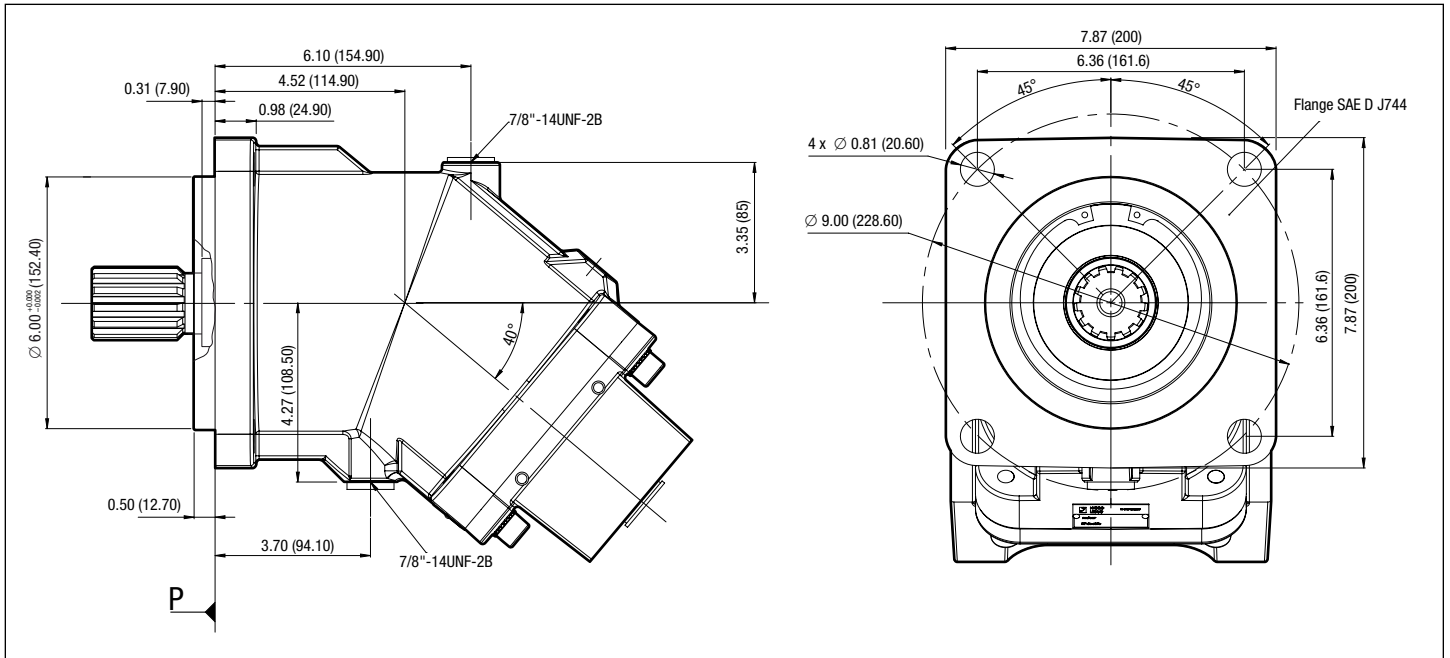 6.10 (154.90)
4.52 (114.90)
0.31 (7.90)
0.98 (24.90)
7/8"-14UNF-2B
3.35 (85)
Ø 6.00 +0.000 -0.002 (152.40)
40°
4.27 (108.50)
0.50 (12.70)
3.70 (94.10)
7/8"-14UNF-2B
P
7.87 (200)
6.36 (161.6)
45°
45°
Flange SAE D J744
4 x Ø 0.81 (20.60)
Ø 9.00 (228.60)
6.36 (161.6)
7.87 (200)